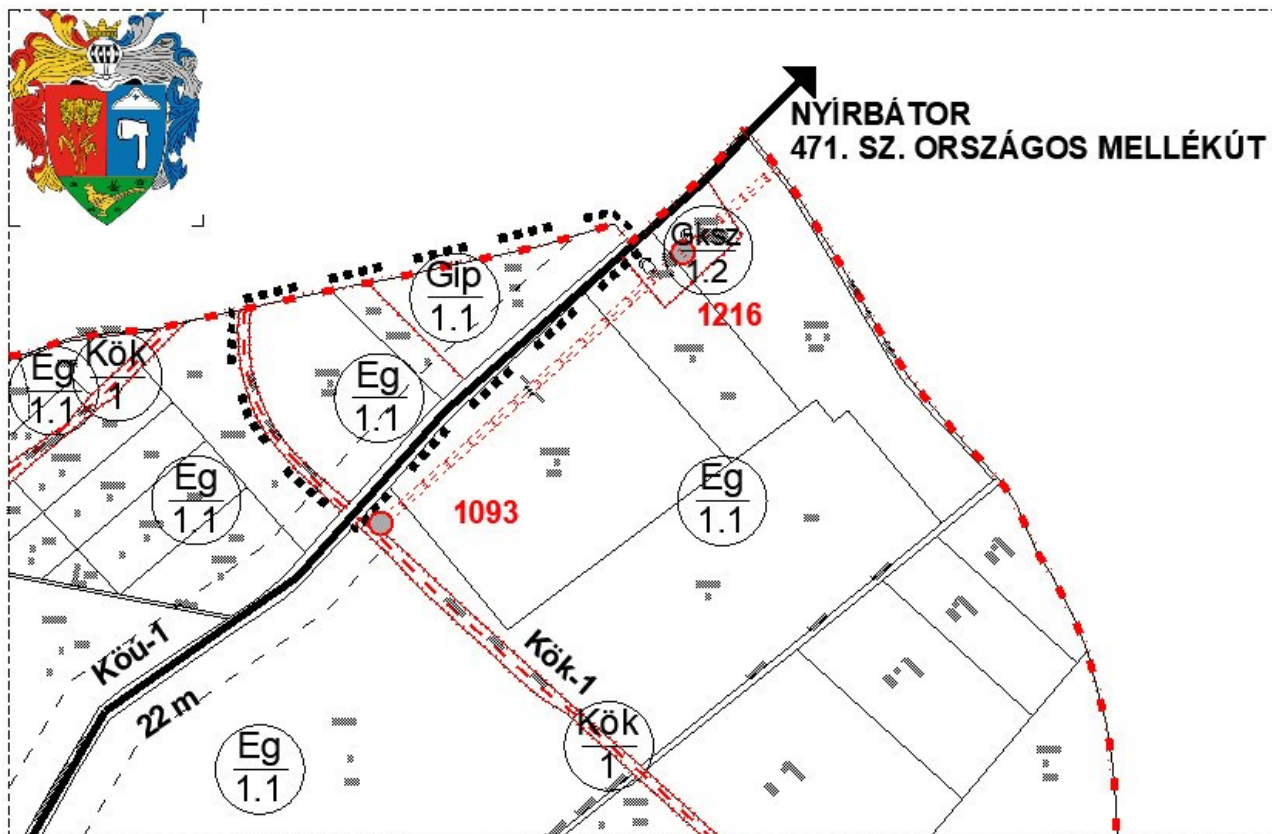 NYÍRBÁTOR
471. SZ. ORSZÁGOS MELLÉKÚT
Gksz
1.2
Gip
1.1
1216
Eg
1.1
Kök
1
Eg
1.1
Eg
1.1
Eg
1.1
1093
Köu-1
22 m
Kök-1
Kök
1
Eg
1.1